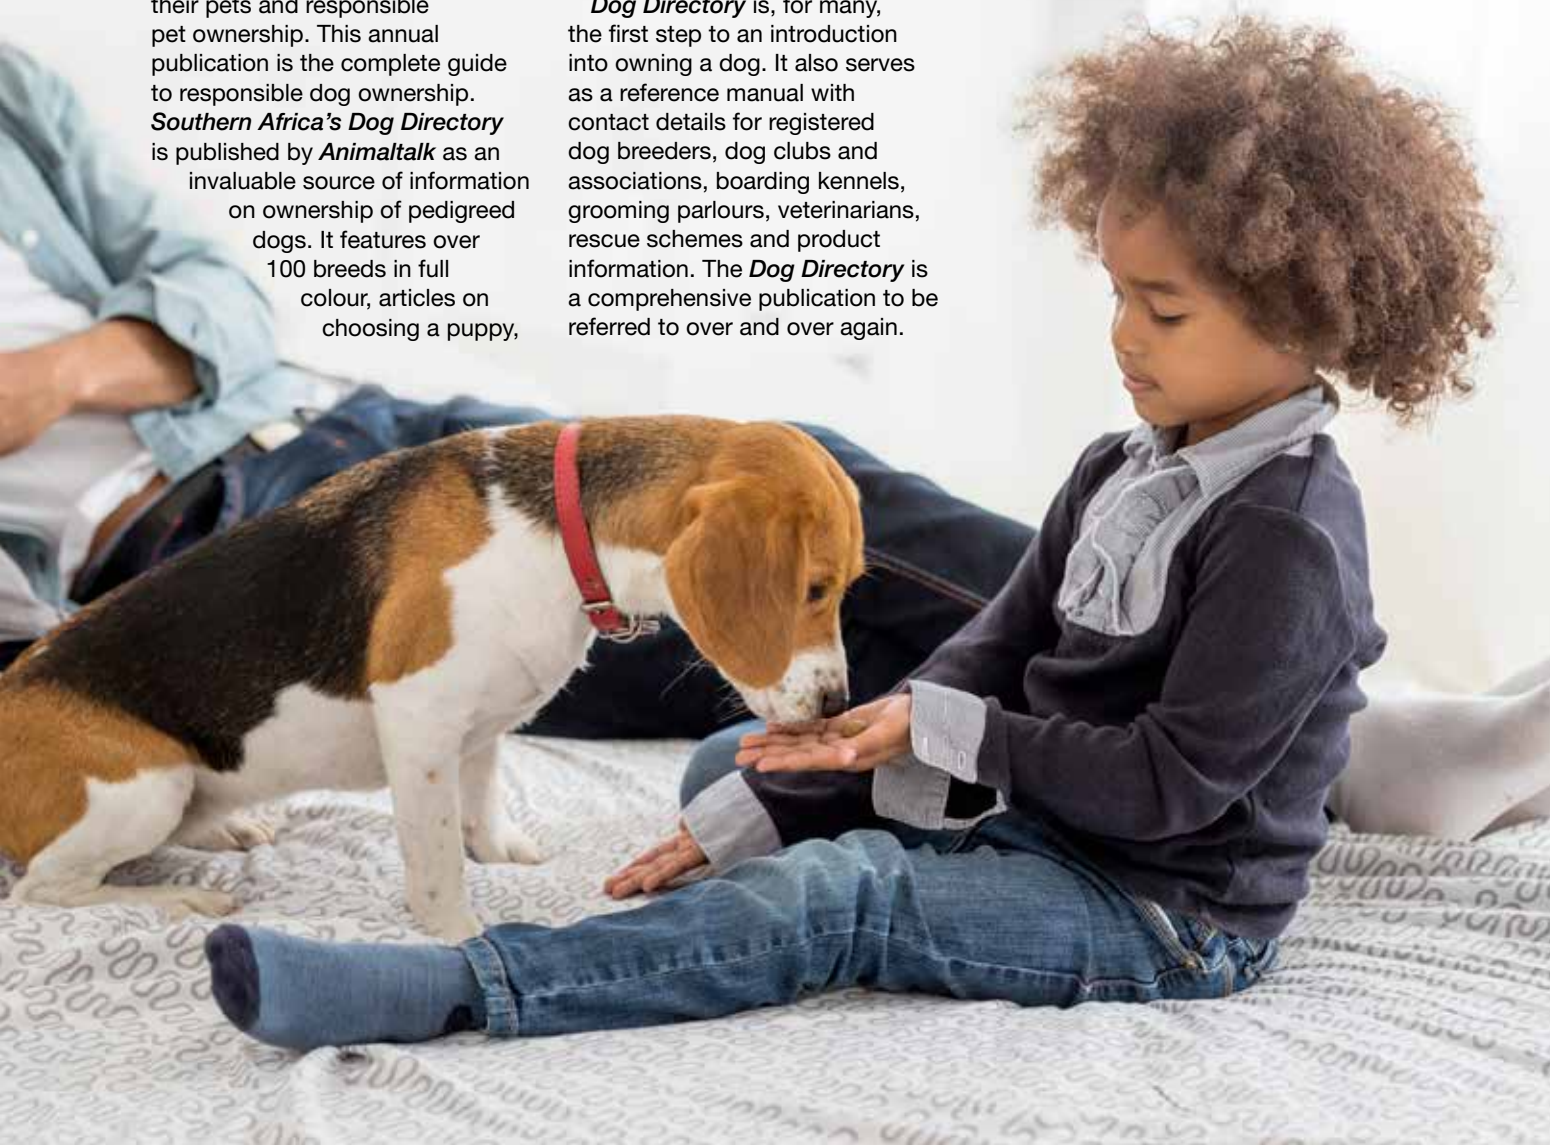 their pets and responsible
pet ownership. This annual
publication is the complete guide
to responsible dog ownership.
Southern Africa's Dog Directory
is published by Animaltalk as an
invaluable source of information
on ownership of pedigreed
dogs. It features over
100 breeds in full
colour, articles on
choosing a puppy,
Dog Directory is, for many,
the first step to an introduction
into owning a dog. It also serves
as a reference manual with
contact details for registered
dog breeders, dog clubs and
associations, boarding kennels,
grooming parlours, veterinarians,
rescue schemes and product
information. The Dog Directory is
a comprehensive publication to be
referred to over and over again.